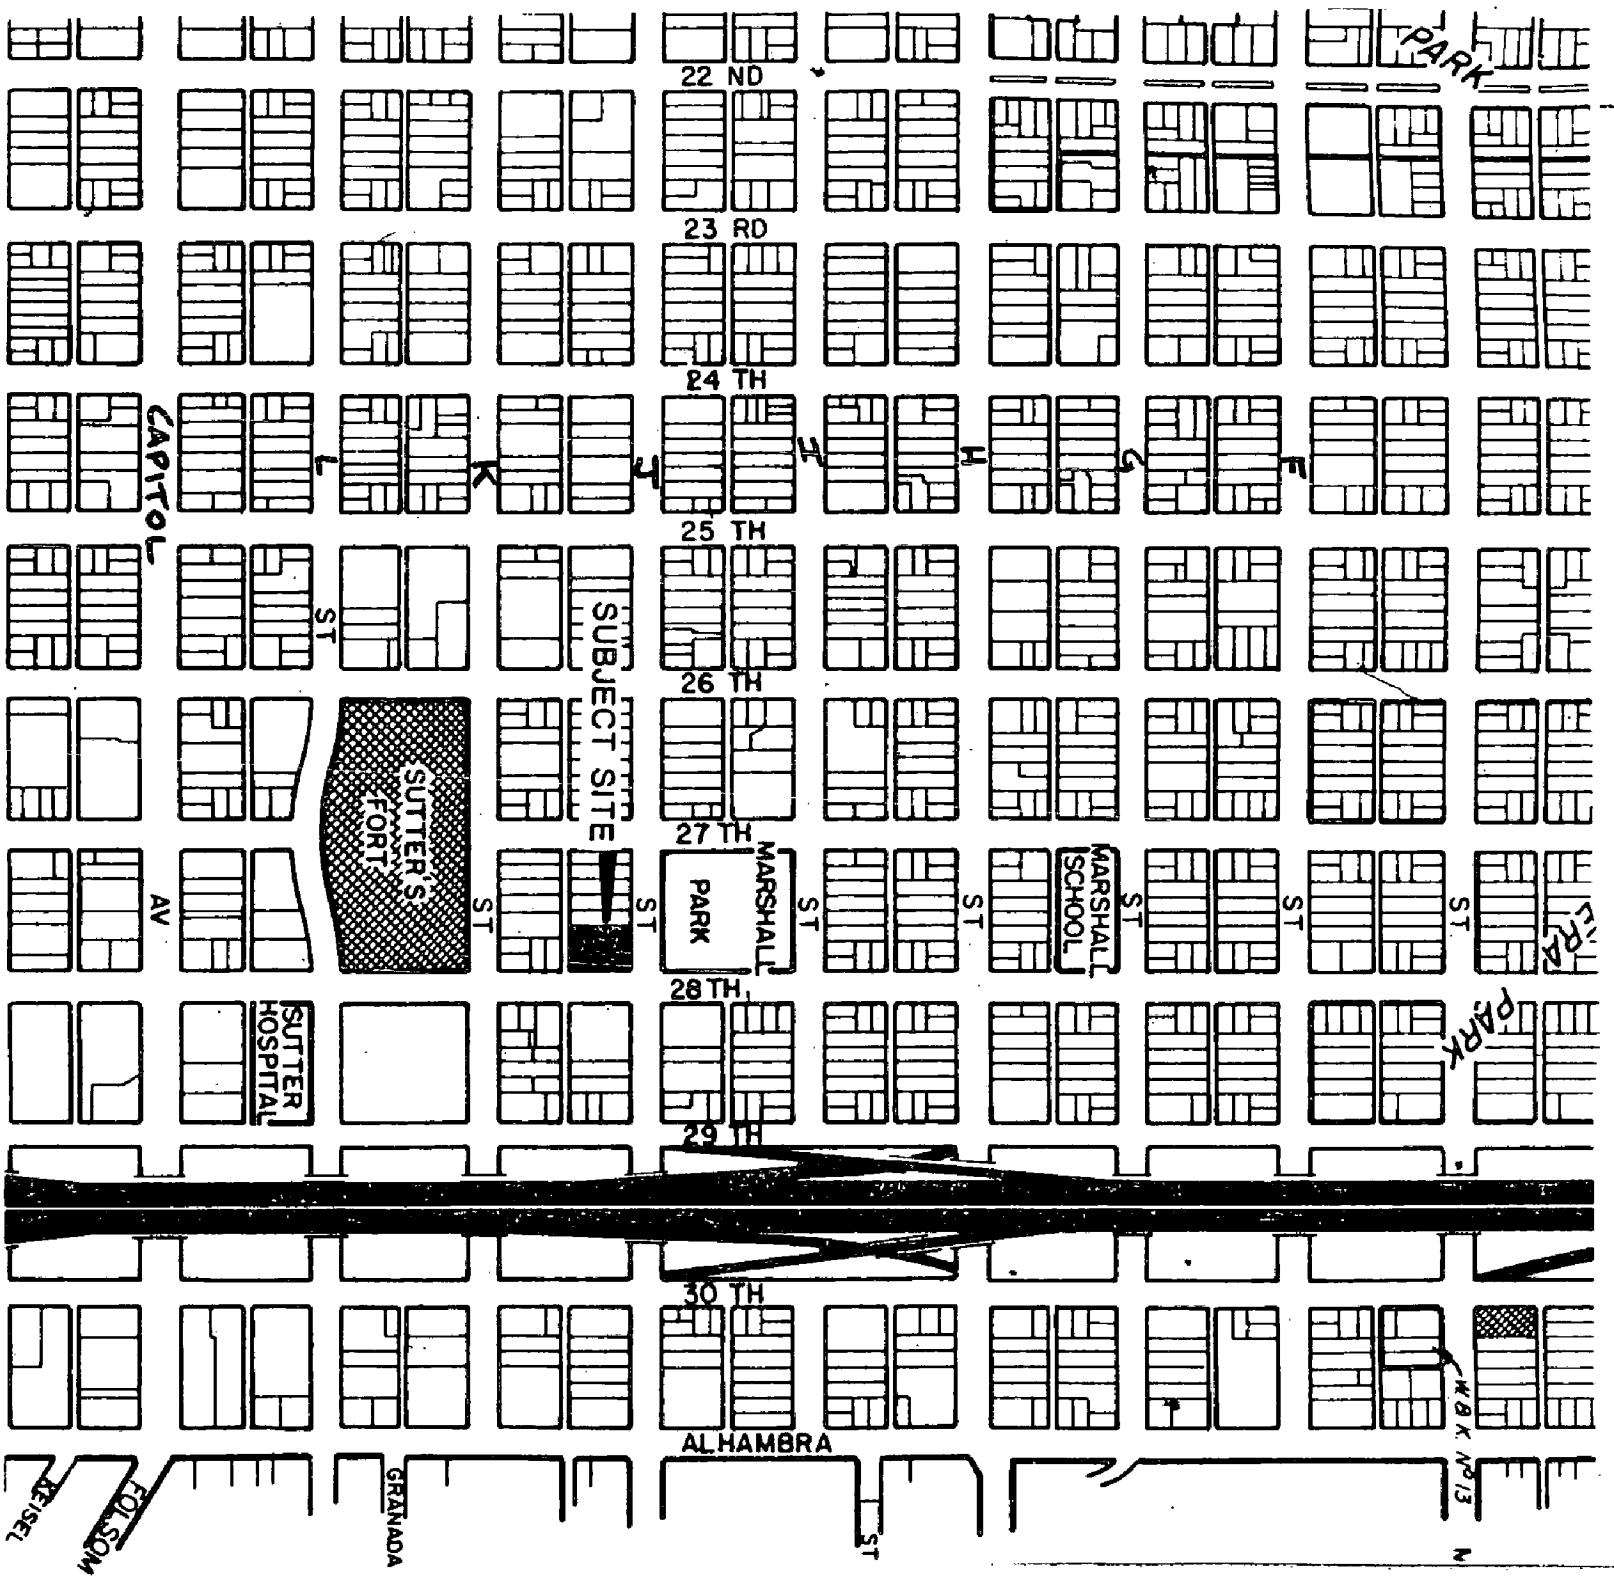 PARK
22 ND
23 RD
24 TH
CAPITOL
L
K
J
I
H
G
F
25 TH
ST
SUBJECT SITE
26 TH
SUTTER'S
FORT
27 TH
MARSHALL
PARK
MARSHALL
SCHOOL
AV
ST
ST
ST
ST
ST
ST
ST
ERA
PARK
28 TH
SUTTER
HOSPITAL
29 TH
30 TH
ALHAMBRA
KEISEL
FOLSOM
GRANADA
ST
Nº 13